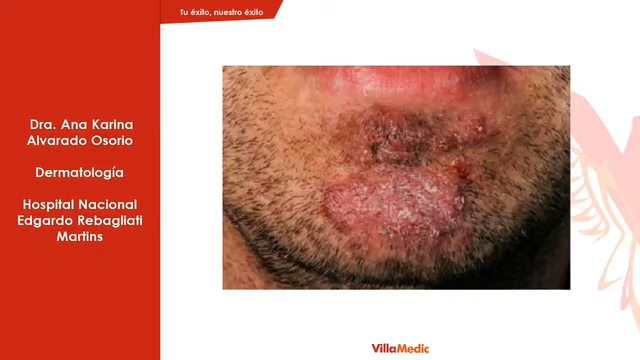 Tu éxito, nuestro éxito
Dra. Ana Karina
Alvarado Osorio
Dermatología
Hospital Nacional
Edgardo Rebagliati
Martins
VillaMedic